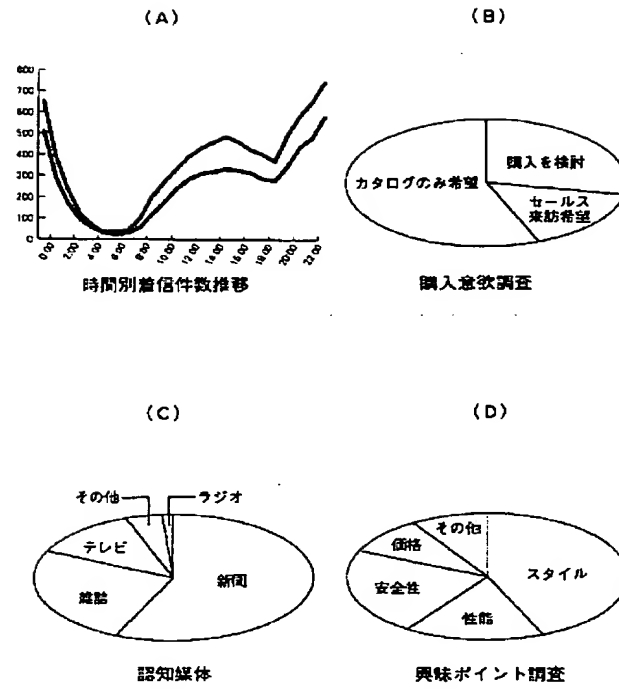 (A)
800
700
600
500
400
300
200
100
0
0:00
2:00
4:00
6:00
8:00
10:00
12:00
14:00
16:00
18:00
20:00
22:00
時間別着信件数推移
(B)
カタログのみ希望
購入を検討
セールス
来訪希望
購入意欲調査
(C)
その他
ラジオ
テレビ
雑誌
新聞
認知媒体
(D)
その他
価格
安全性
性能
スタイル
興味ポイント調査